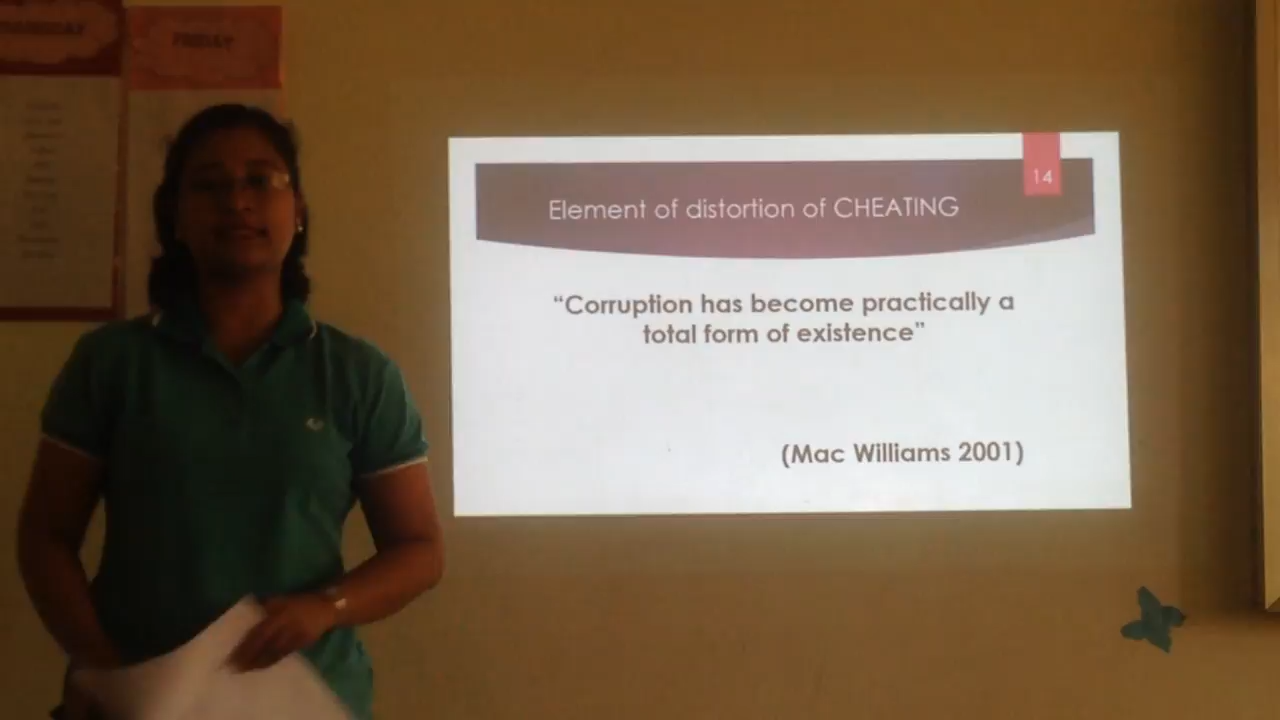 FRIDAY
14
Element of distortion of CHEATING
“Corruption has become practically a
total form of existence”
(Mac Williams 2001)